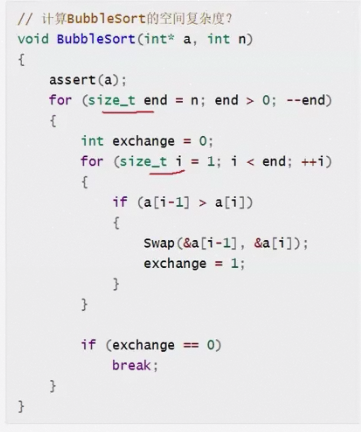 // 计算BubbleSort的空间复杂度?
void BubbleSort(int* a, int n)
{
    assert(a);
    for (size_t end = n; end > 0; --end)
    {
        int exchange = 0;
        for (size_t i = 1; i < end; ++i)
        {
            if (a[i-1] > a[i])
            {
                Swap(&a[i-1], &a[i]);
                exchange = 1;
            }
        }

        if (exchange == 0)
            break;
    }
}